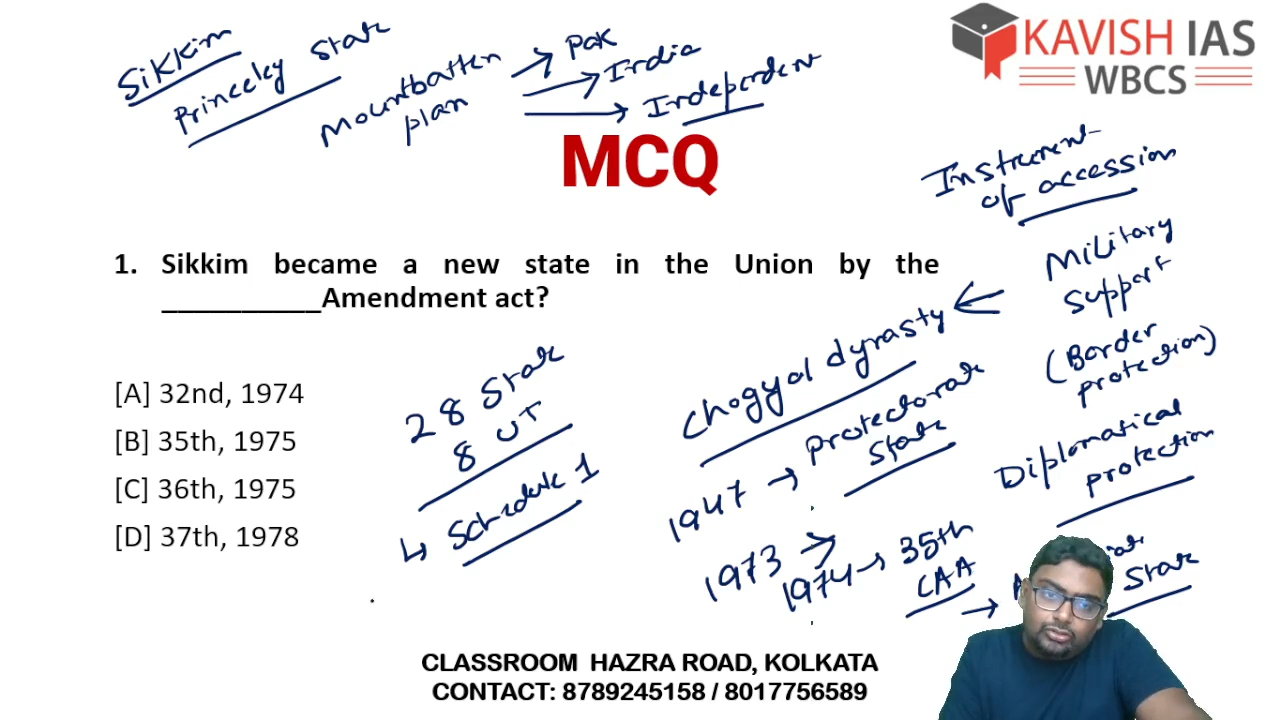 Sikkim
Princeley State
Mountbatten
plan
→ Pak
→ India
→ Independent
KAVISH IAS
WBCS
MCQ
Instrument
of accession
1. Sikkim became a new state in the Union by the
__________Amendment act?
[A] 32nd, 1974
[B] 35th, 1975
[C] 36th, 1975
[D] 37th, 1978
28 State
8 UT
↳ Schedule 1
Chogyal dynasty ←
Military
Support
(Border
protection)
Diplomatical
protection
1947 → protectorate
State
1973 →
1974 → 35th
CAA
→
State
CLASSROOM HAZRA ROAD, KOLKATA
CONTACT: 8789245158 / 8017756589